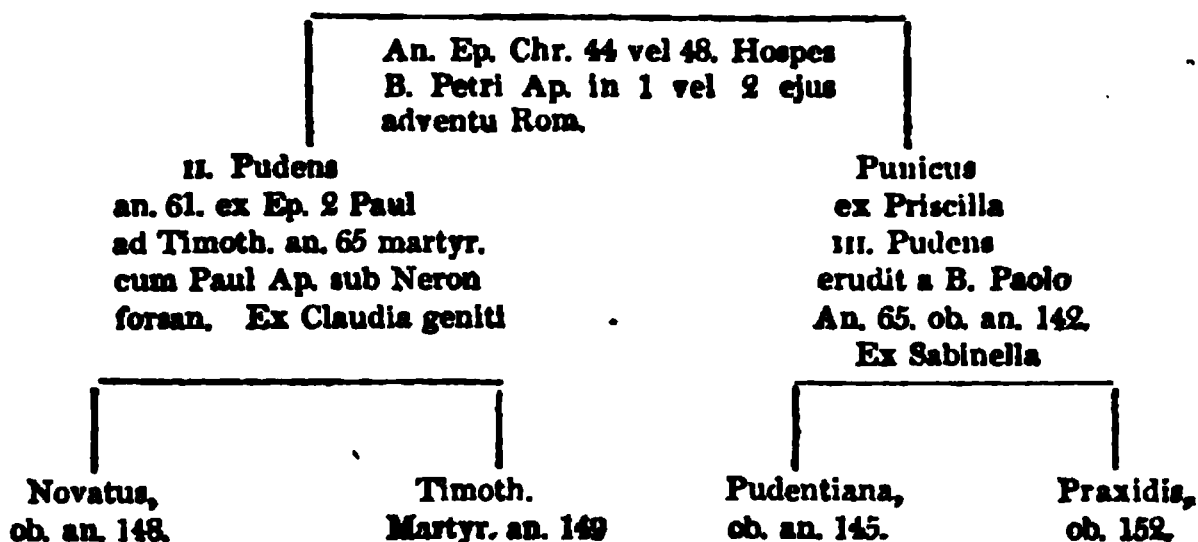 An. Ep. Chr. 44 vel 48. Hospes
B. Petri Ap. in 1 vel 2 ejus
adventu Rom.
II. Pudens
an. 61. ex Ep. 2 Paul
ad Timoth. an. 65 martyr.
cum Paul Ap. sub Neron
forsan. Ex Claudia geniti
Punicus
ex Priscilla
III. Pudens
erudit a B. Paolo
An. 65. ob. an. 142.
Ex Sabinella
Novatus,
ob. an. 148.
Timoth.
Martyr. an. 149
Pudentiana,
ob. an. 145.
Praxidis,
ob. 152.